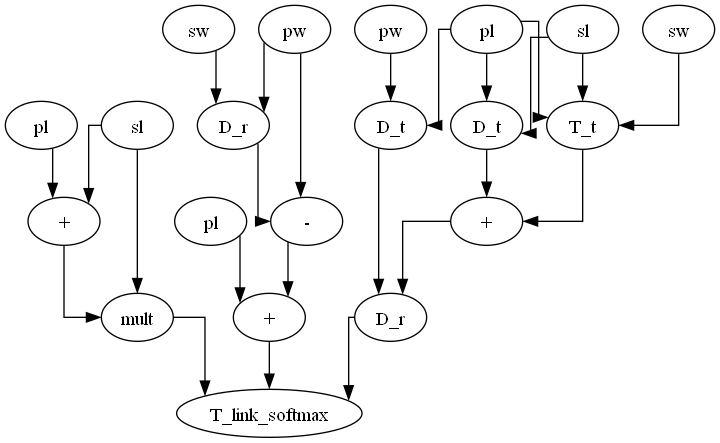 sw
pw
pw
pl
sl
sw
pl
sl
D_r
D_t
D_t
T_t
+
pl
-
+
mult
+
D_r
T_link_softmax